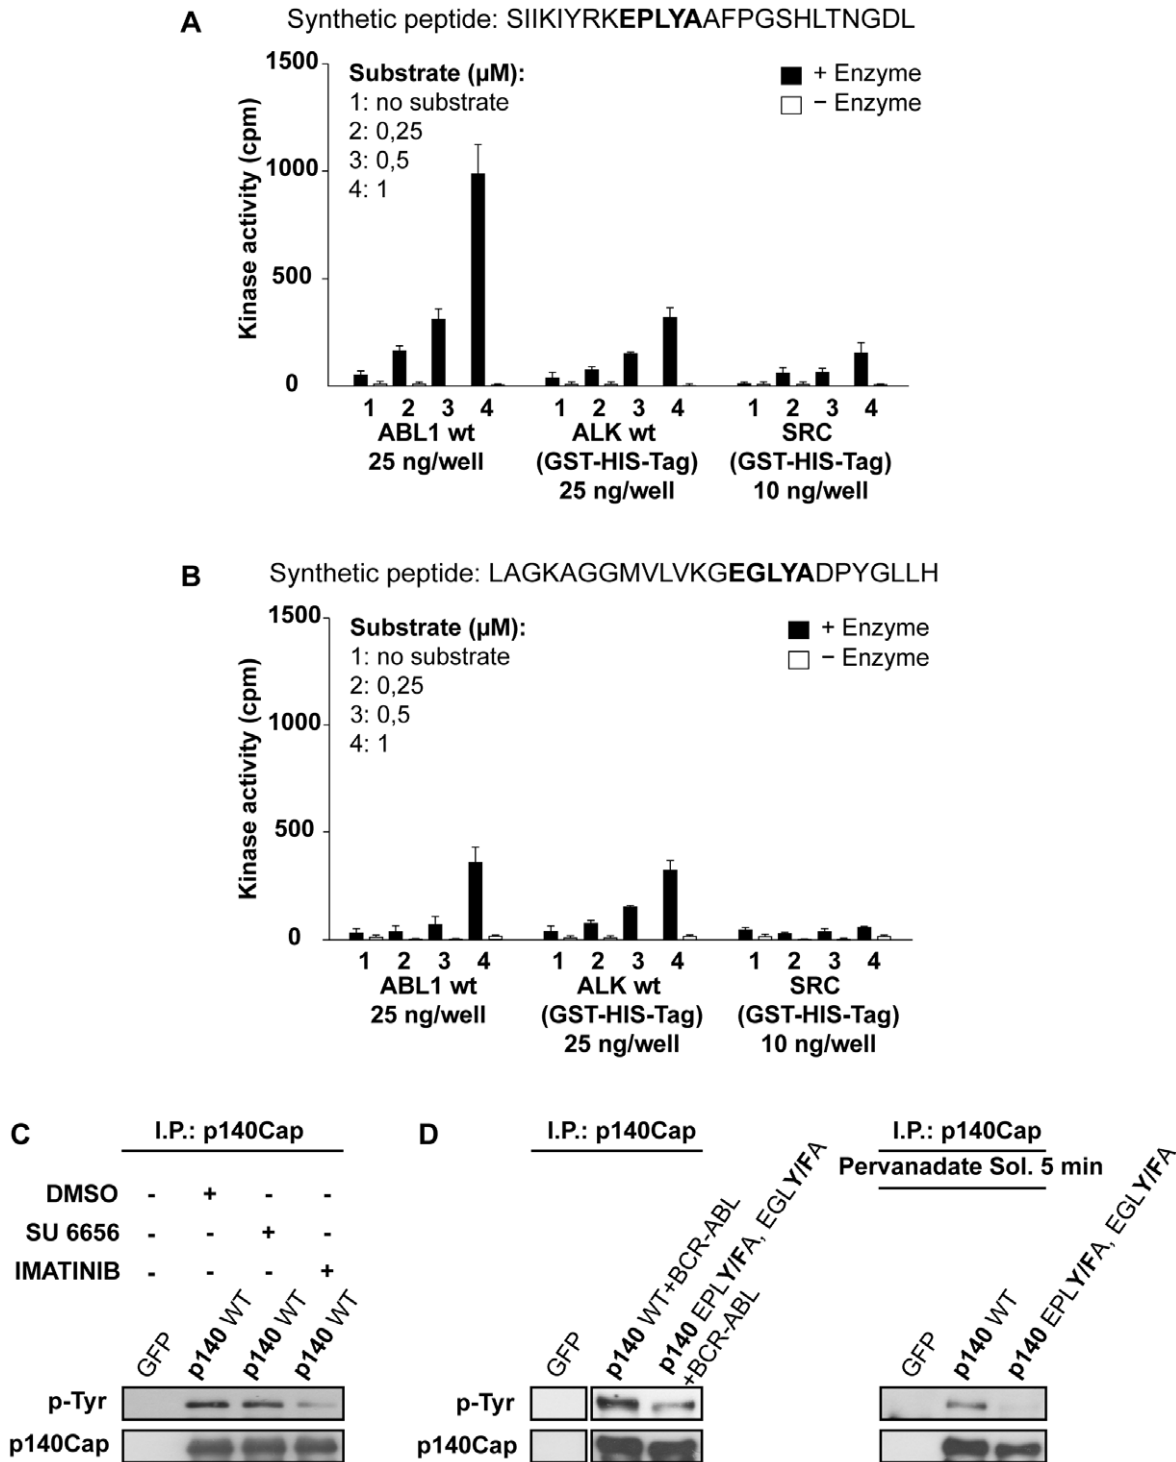 A
Synthetic peptide: SIIKIYRKEPLYAAFPGSHLTNGDL
Kinase activity (cpm)
1500
1000
500
0
Substrate (µM):
1: no substrate
2: 0,25
3: 0,5
4: 1
+ Enzyme
− Enzyme
1 2 3 4 1 2 3 4 1 2 3 4
ABL1 wt ALK wt SRC
25 ng/well (GST-HIS-Tag) (GST-HIS-Tag)
25 ng/well 10 ng/well
B
Synthetic peptide: LAGKAGGMVLVKGEGLYADPYGLLH
Kinase activity (cpm)
1500
1000
500
0
Substrate (µM):
1: no substrate
2: 0,25
3: 0,5
4: 1
+ Enzyme
− Enzyme
1 2 3 4 1 2 3 4 1 2 3 4
ABL1 wt ALK wt SRC
25 ng/well (GST-HIS-Tag) (GST-HIS-Tag)
25 ng/well 10 ng/well
C
I.P.: p140Cap
DMSO - + - -
SU 6656 - - + -
IMATINIB - - - +
GFP
p140 WT
p140 WT
p140 WT
p-Tyr
p140Cap
D
I.P.: p140Cap
GFP
p140 WT+BCR-ABL
p140 EPLY/FA, EGLY/FA
+BCR-ABL
p-Tyr
p140Cap
I.P.: p140Cap
Pervanadate Sol. 5 min
GFP
p140 WT
p140 EPLY/FA, EGLY/FA